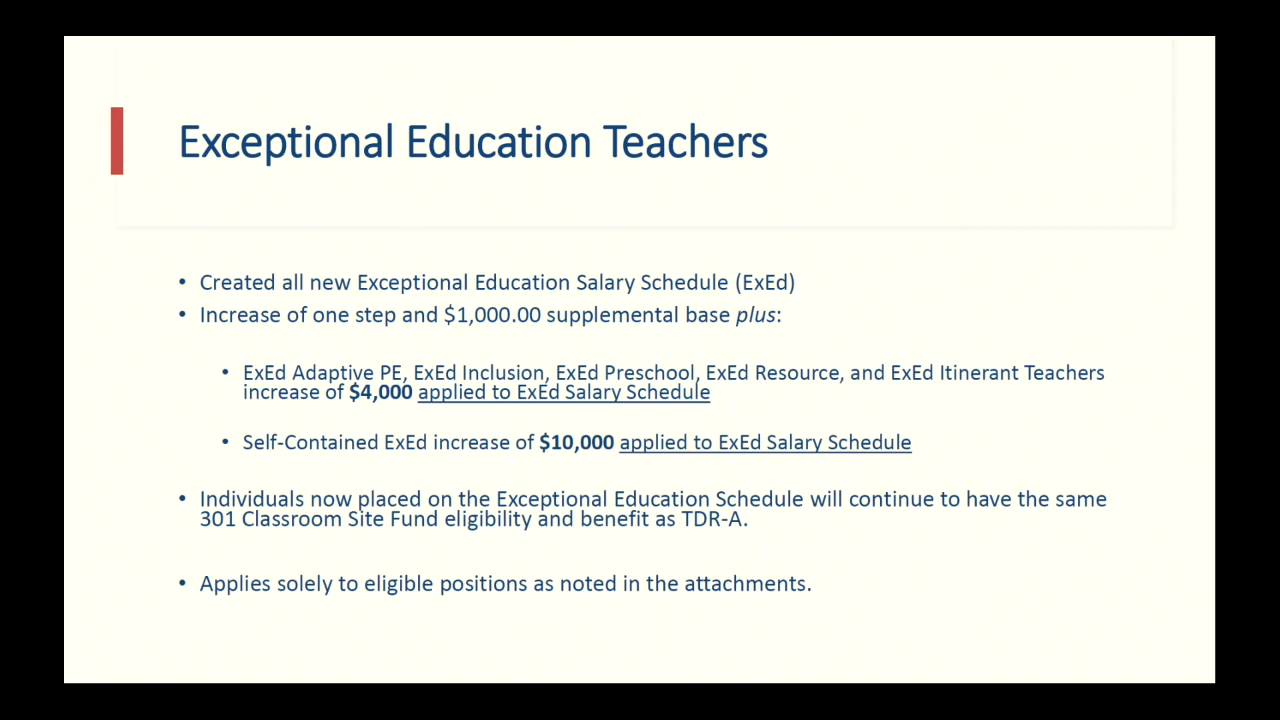 Exceptional Education Teachers
• Created all new Exceptional Education Salary Schedule (ExEd)
• Increase of one step and $1,000.00 supplemental base plus:
• ExEd Adaptive PE, ExEd Inclusion, ExEd Preschool, ExEd Resource, and ExEd Itinerant Teachers
increase of $4,000 applied to ExEd Salary Schedule
• Self-Contained ExEd increase of $10,000 applied to ExEd Salary Schedule
• Individuals now placed on the Exceptional Education Schedule will continue to have the same
301 Classroom Site Fund eligibility and benefit as TDR-A.
• Applies solely to eligible positions as noted in the attachments.